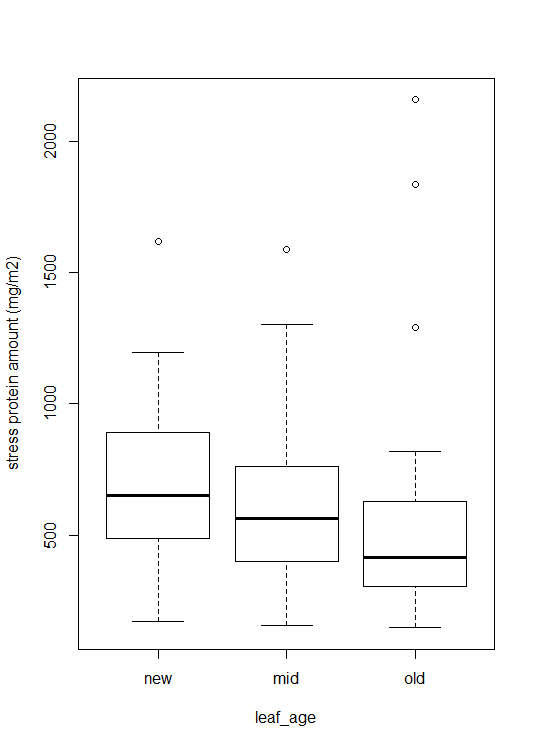 stress protein amount (mg/m2)
2000
1500
1000
500
new mid old
leaf_age